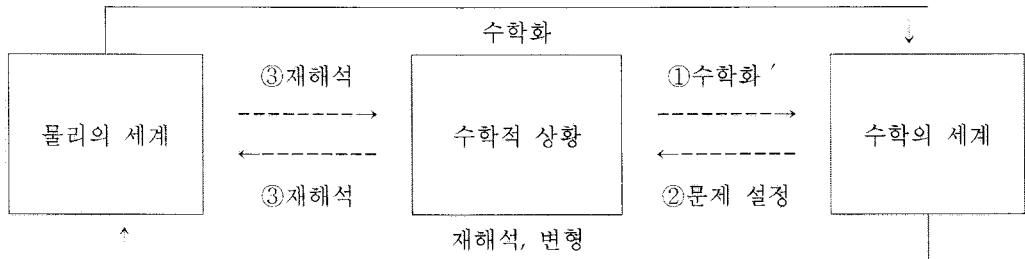 수학화
③재해석
①수학화′
물리의 세계
수학적 상황
수학의 세계
③재해석
②문제 설정
재해석, 변형